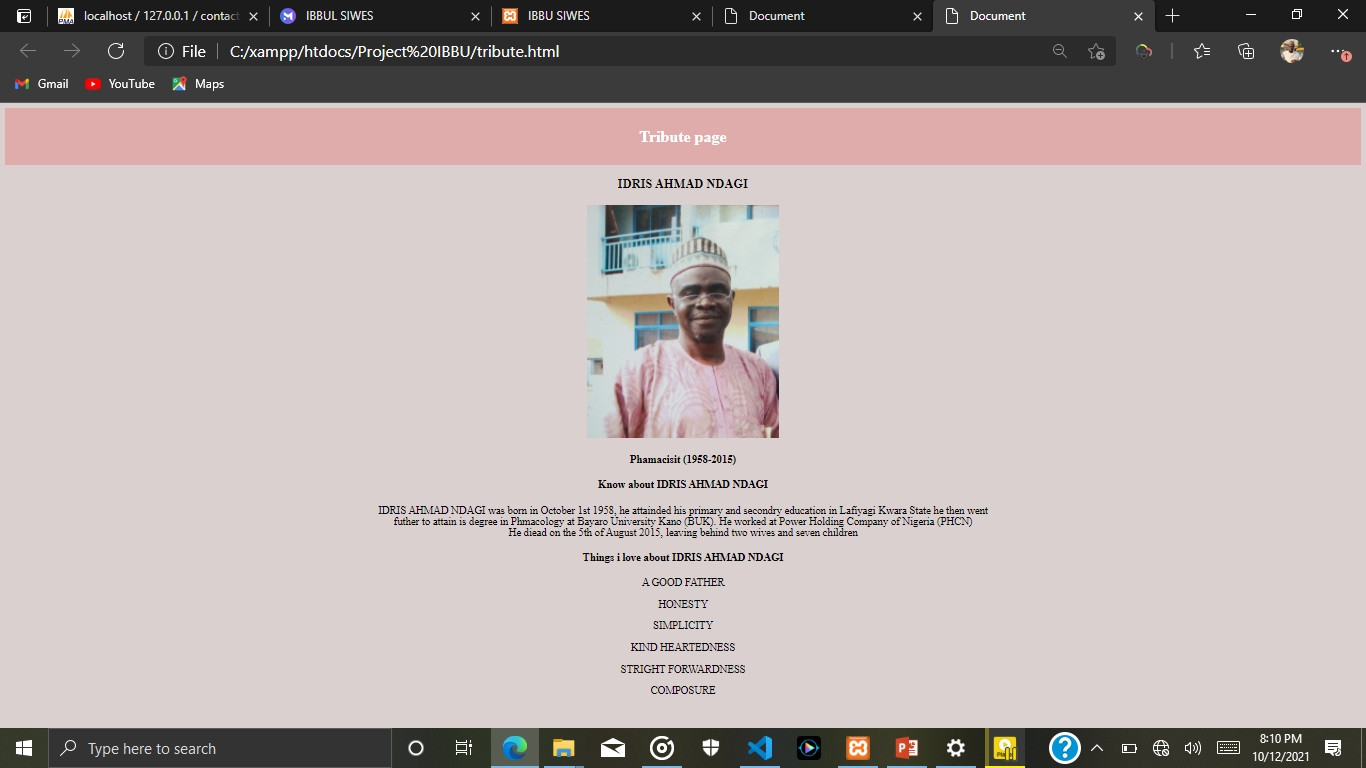 localhost / 127.0.0.1 / contact
IBBUL SIWES
IBBU SIWES
Document
Document
File
C:/xampp/htdocs/Project%20IBBU/tribute.html
Gmail
YouTube
Maps
Tribute page
IDRIS AHMAD NDAGI
Phamacisit (1958-2015)
Know about IDRIS AHMAD NDAGI
IDRIS AHMAD NDAGI was born in October 1st 1958, he attainded his primary and secondry education in Lafiyagi Kwara State he then went
futher to attain is degree in Phmacology at Bayaro University Kano (BUK). He worked at Power Holding Company of Nigeria (PHCN)
He diead on the 5th of August 2015, leaving behind two wives and seven children
Things i love about IDRIS AHMAD NDAGI
A GOOD FATHER
HONESTY
SIMPLICITY
KIND HEARTEDNESS
STRIGHT FORWARDNESS
COMPOSURE
Type here to search
8:10 PM
10/12/2021